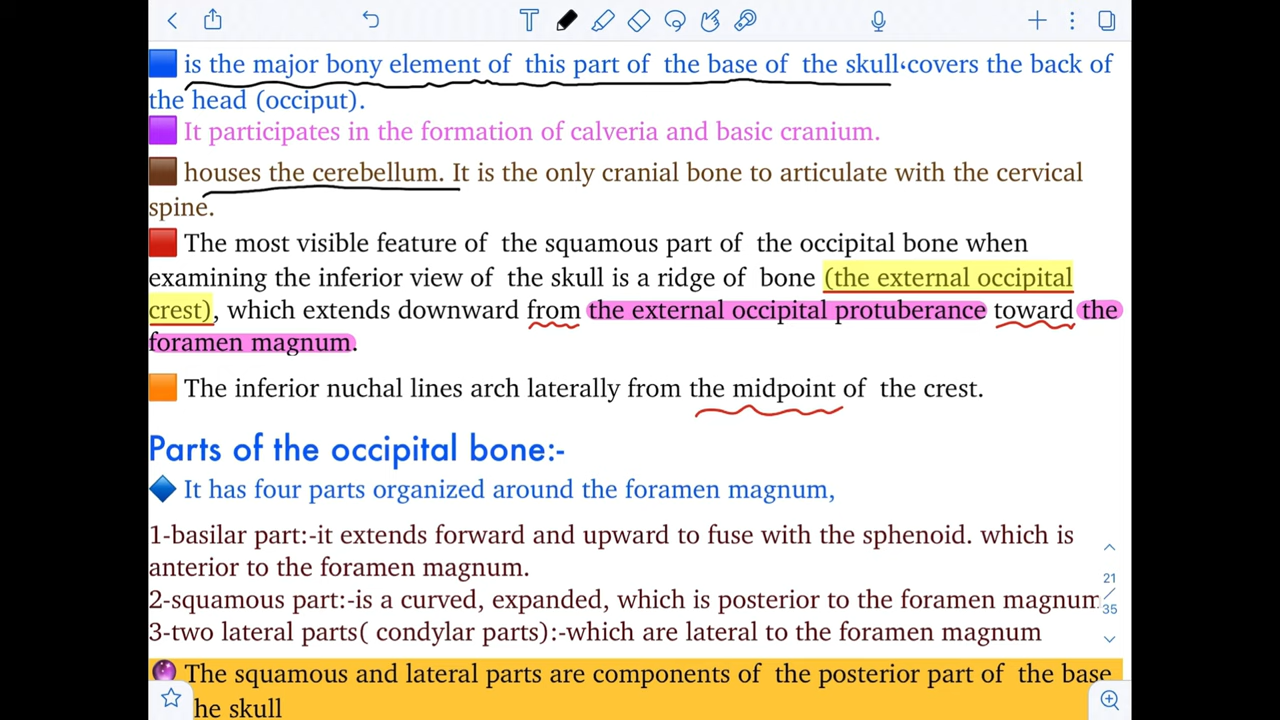 is the major bony element of this part of the base of the skull،covers the back of
the head (occiput).
It participates in the formation of calveria and basic cranium.
houses the cerebellum. It is the only cranial bone to articulate with the cervical
spine.
The most visible feature of the squamous part of the occipital bone when
examining the inferior view of the skull is a ridge of bone (the external occipital
crest), which extends downward from the external occipital protuberance toward the
foramen magnum.
The inferior nuchal lines arch laterally from the midpoint of the crest.
Parts of the occipital bone:-
It has four parts organized around the foramen magnum,
1-basilar part:-it extends forward and upward to fuse with the sphenoid. which is
anterior to the foramen magnum.
2-squamous part:-is a curved, expanded, which is posterior to the foramen magnum
3-two lateral parts( condylar parts):-which are lateral to the foramen magnum
21
/
35
The squamous and lateral parts are components of the posterior part of the base
he skull